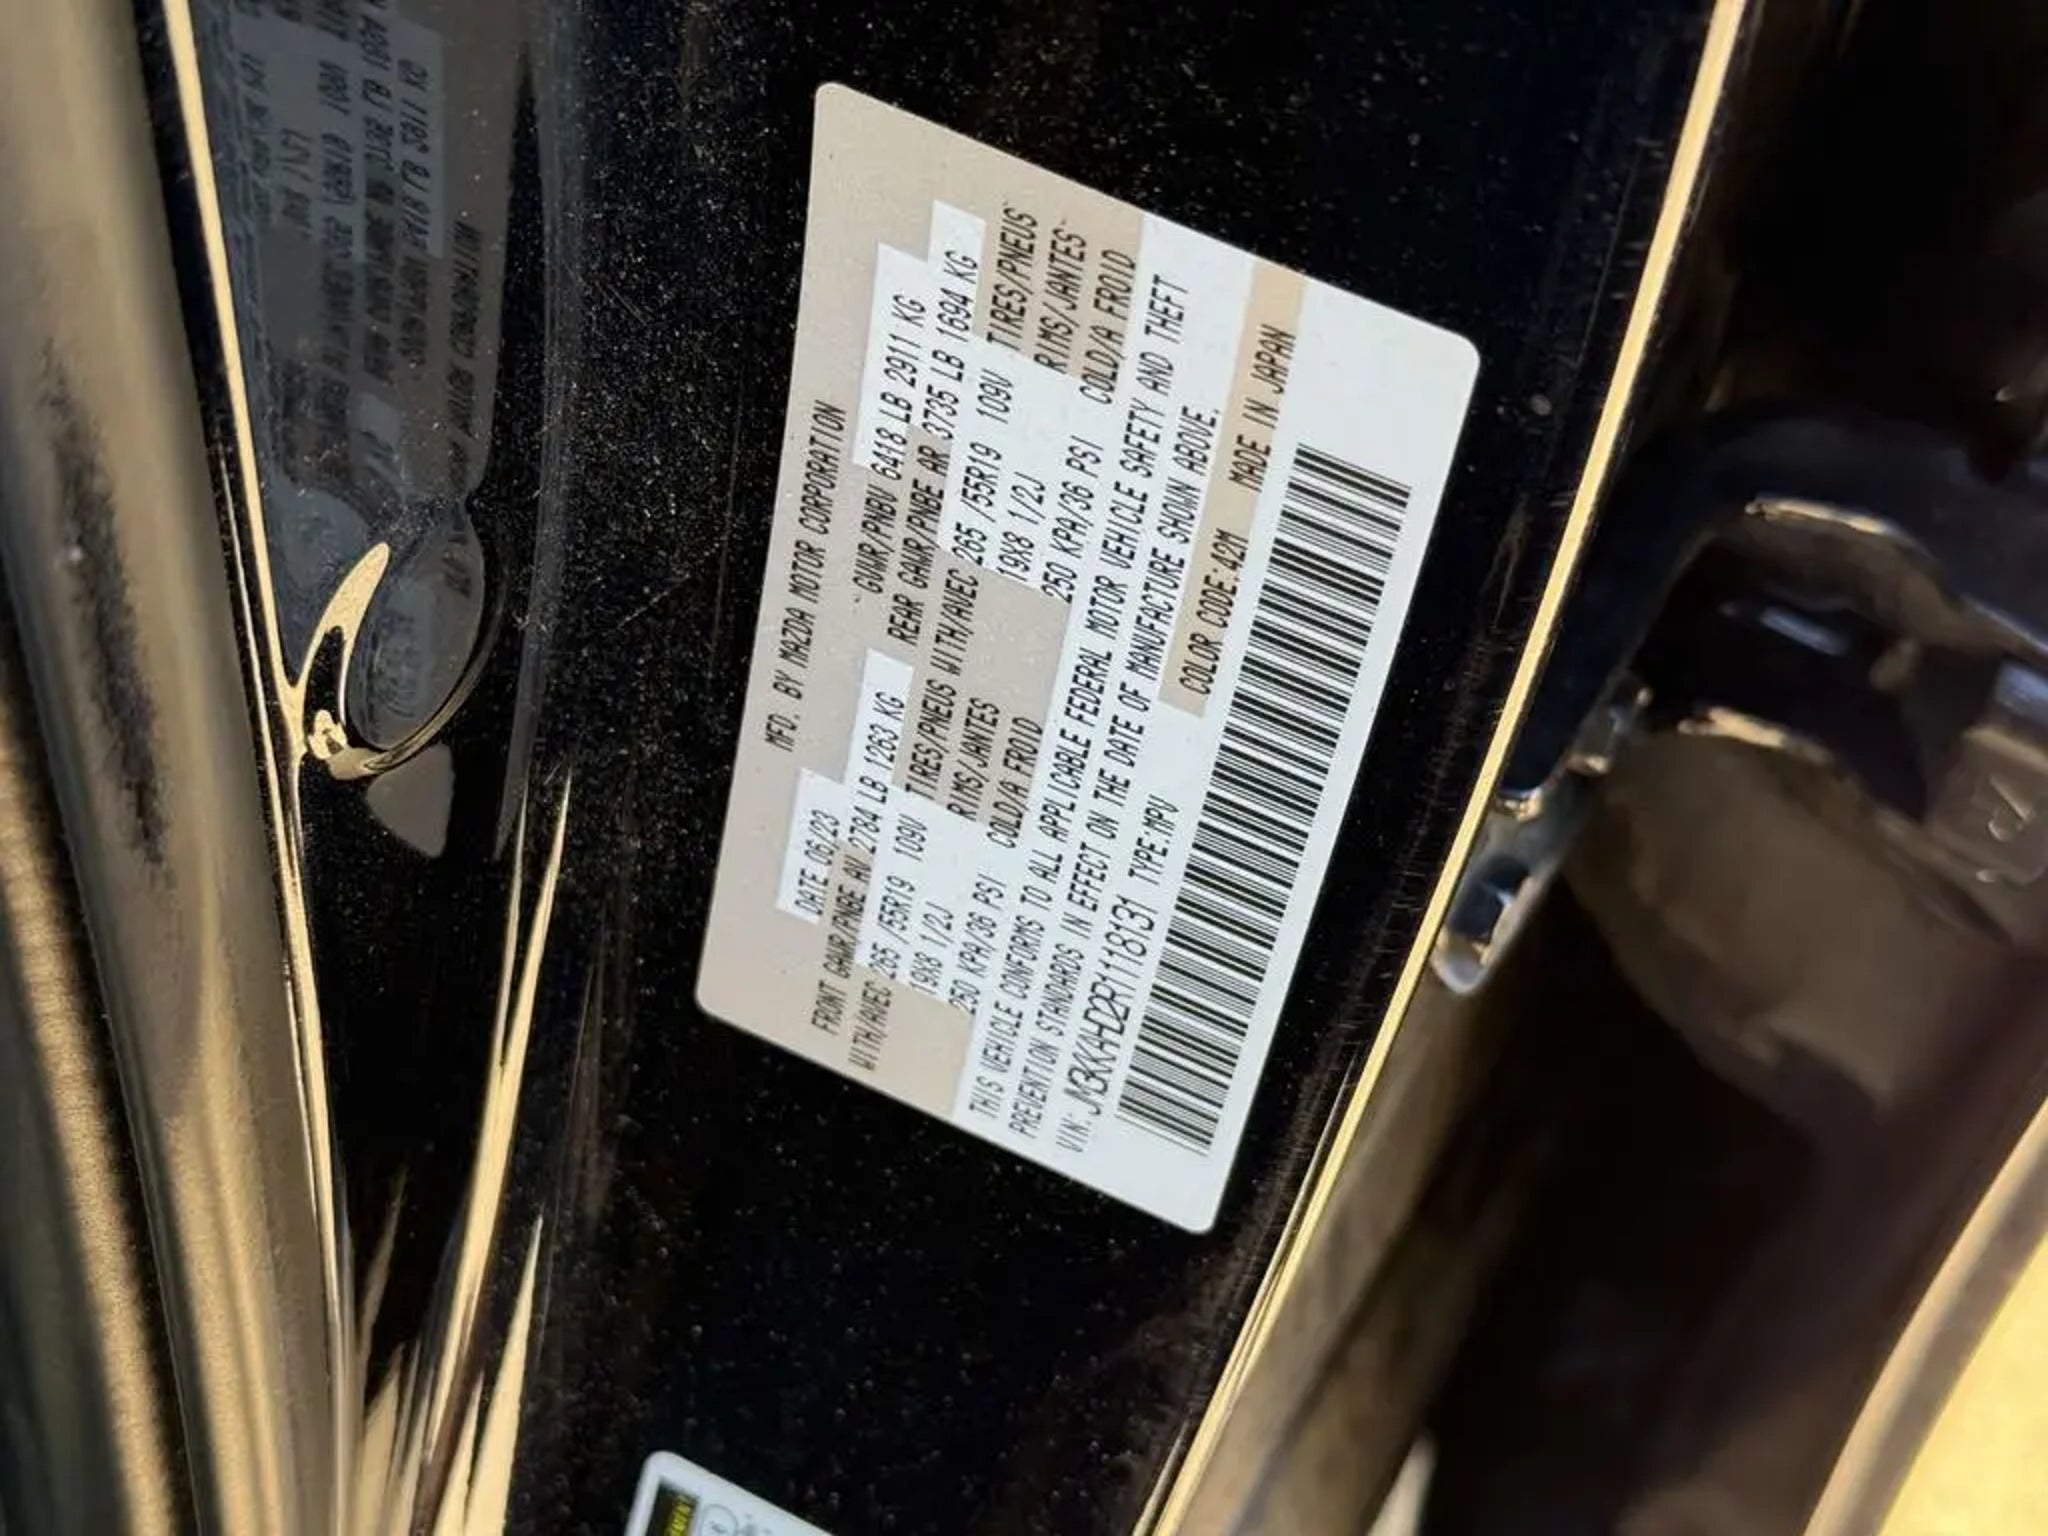 MFD. BY MAZDA MOTOR CORPORATION
DATE 06/23 GVWR/PNBV 6418 LB 2911 KG
FRONT GAWR/PNBE AV 2784 LB 1263 KG REAR GAWR/PNBE AR 3735 LB 1694 KG
WITH/AVEC 265 /55R19 109V TIRES/PNEUS WITH/AVEC 265 /55R19 109V TIRES/PNEUS
19X8 1/2J RIMS/JANTES 19X8 1/2J RIMS/JANTES
250 KPA/36 PSI COLD/A FROID 250 KPA/36 PSI COLD/A FROID
THIS VEHICLE CONFORMS TO ALL APPLICABLE FEDERAL MOTOR VEHICLE SAFETY AND THEFT
PREVENTION STANDARDS IN EFFECT ON THE DATE OF MANUFACTURE SHOWN ABOVE.
VIN: JM3KKAHD2R1118131 TYPE:MPV COLOR CODE:42M MADE IN JAPAN